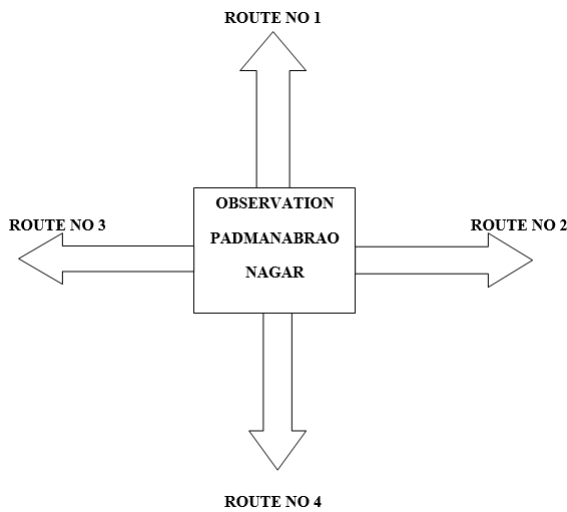 ROUTE NO 1
OBSERVATION
PADMANABRAO
NAGAR
ROUTE NO 3
ROUTE NO 2
ROUTE NO 4